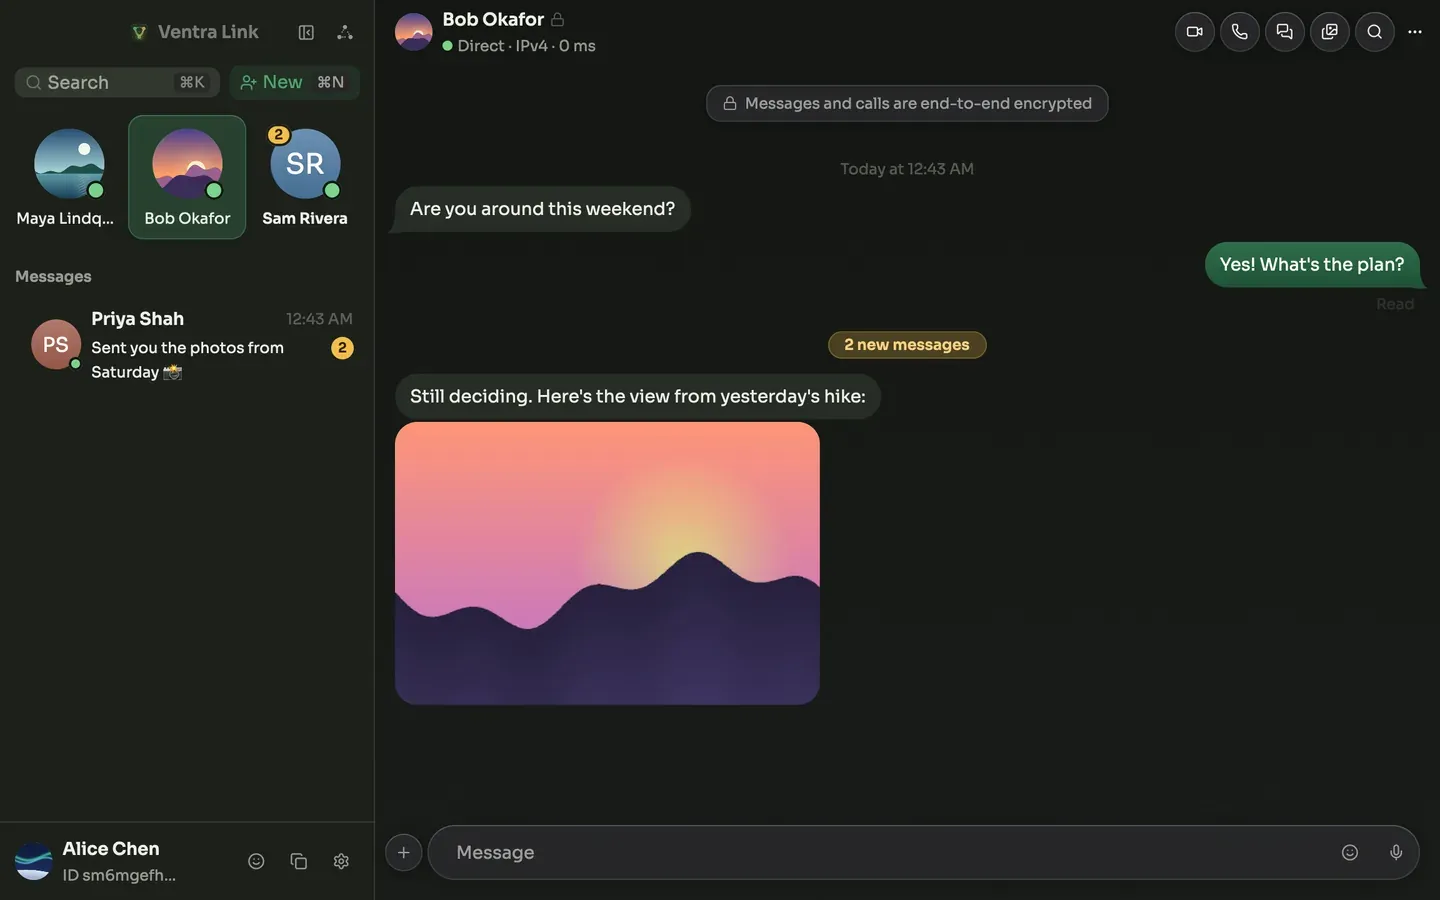 Ventra Link
Search ⌘K
New ⌘N
2
SR
Maya Lindq...
Bob Okafor
Sam Rivera
Messages
PS
Priya Shah
12:43 AM
Sent you the photos from
Saturday 📸
2
Alice Chen
ID sm6mgefh...
Bob Okafor
Direct · IPv4 · 0 ms
Messages and calls are end-to-end encrypted
Today at 12:43 AM
Are you around this weekend?
Yes! What's the plan?
Read
2 new messages
Still deciding. Here's the view from yesterday's hike:
Message